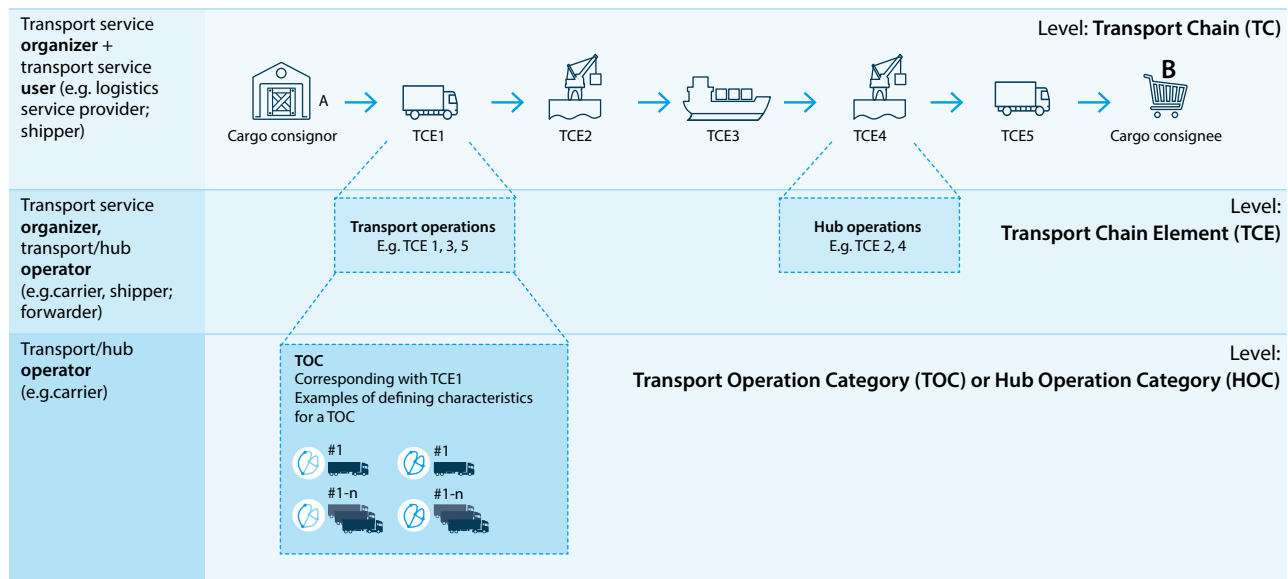 Transport service
organizer +
transport service
user (e.g. logistics
service provider;
shipper)
Level: Transport Chain (TC)
A
B
Cargo consignor
TCE1
TCE2
TCE3
TCE4
TCE5
Cargo consignee
Transport service
organizer,
transport/hub
operator
(e.g.carrier, shipper;
forwarder)
Transport operations
E.g. TCE 1, 3, 5
Hub operations
E.g. TCE 2, 4
Level:
Transport Chain Element (TCE)
Transport/hub
operator
(e.g.carrier)
TOC
Corresponding with TCE1
Examples of defining characteristics
for a TOC
#1
#1
#1-n
#1-n
Level:
Transport Operation Category (TOC) or Hub Operation Category (HOC)